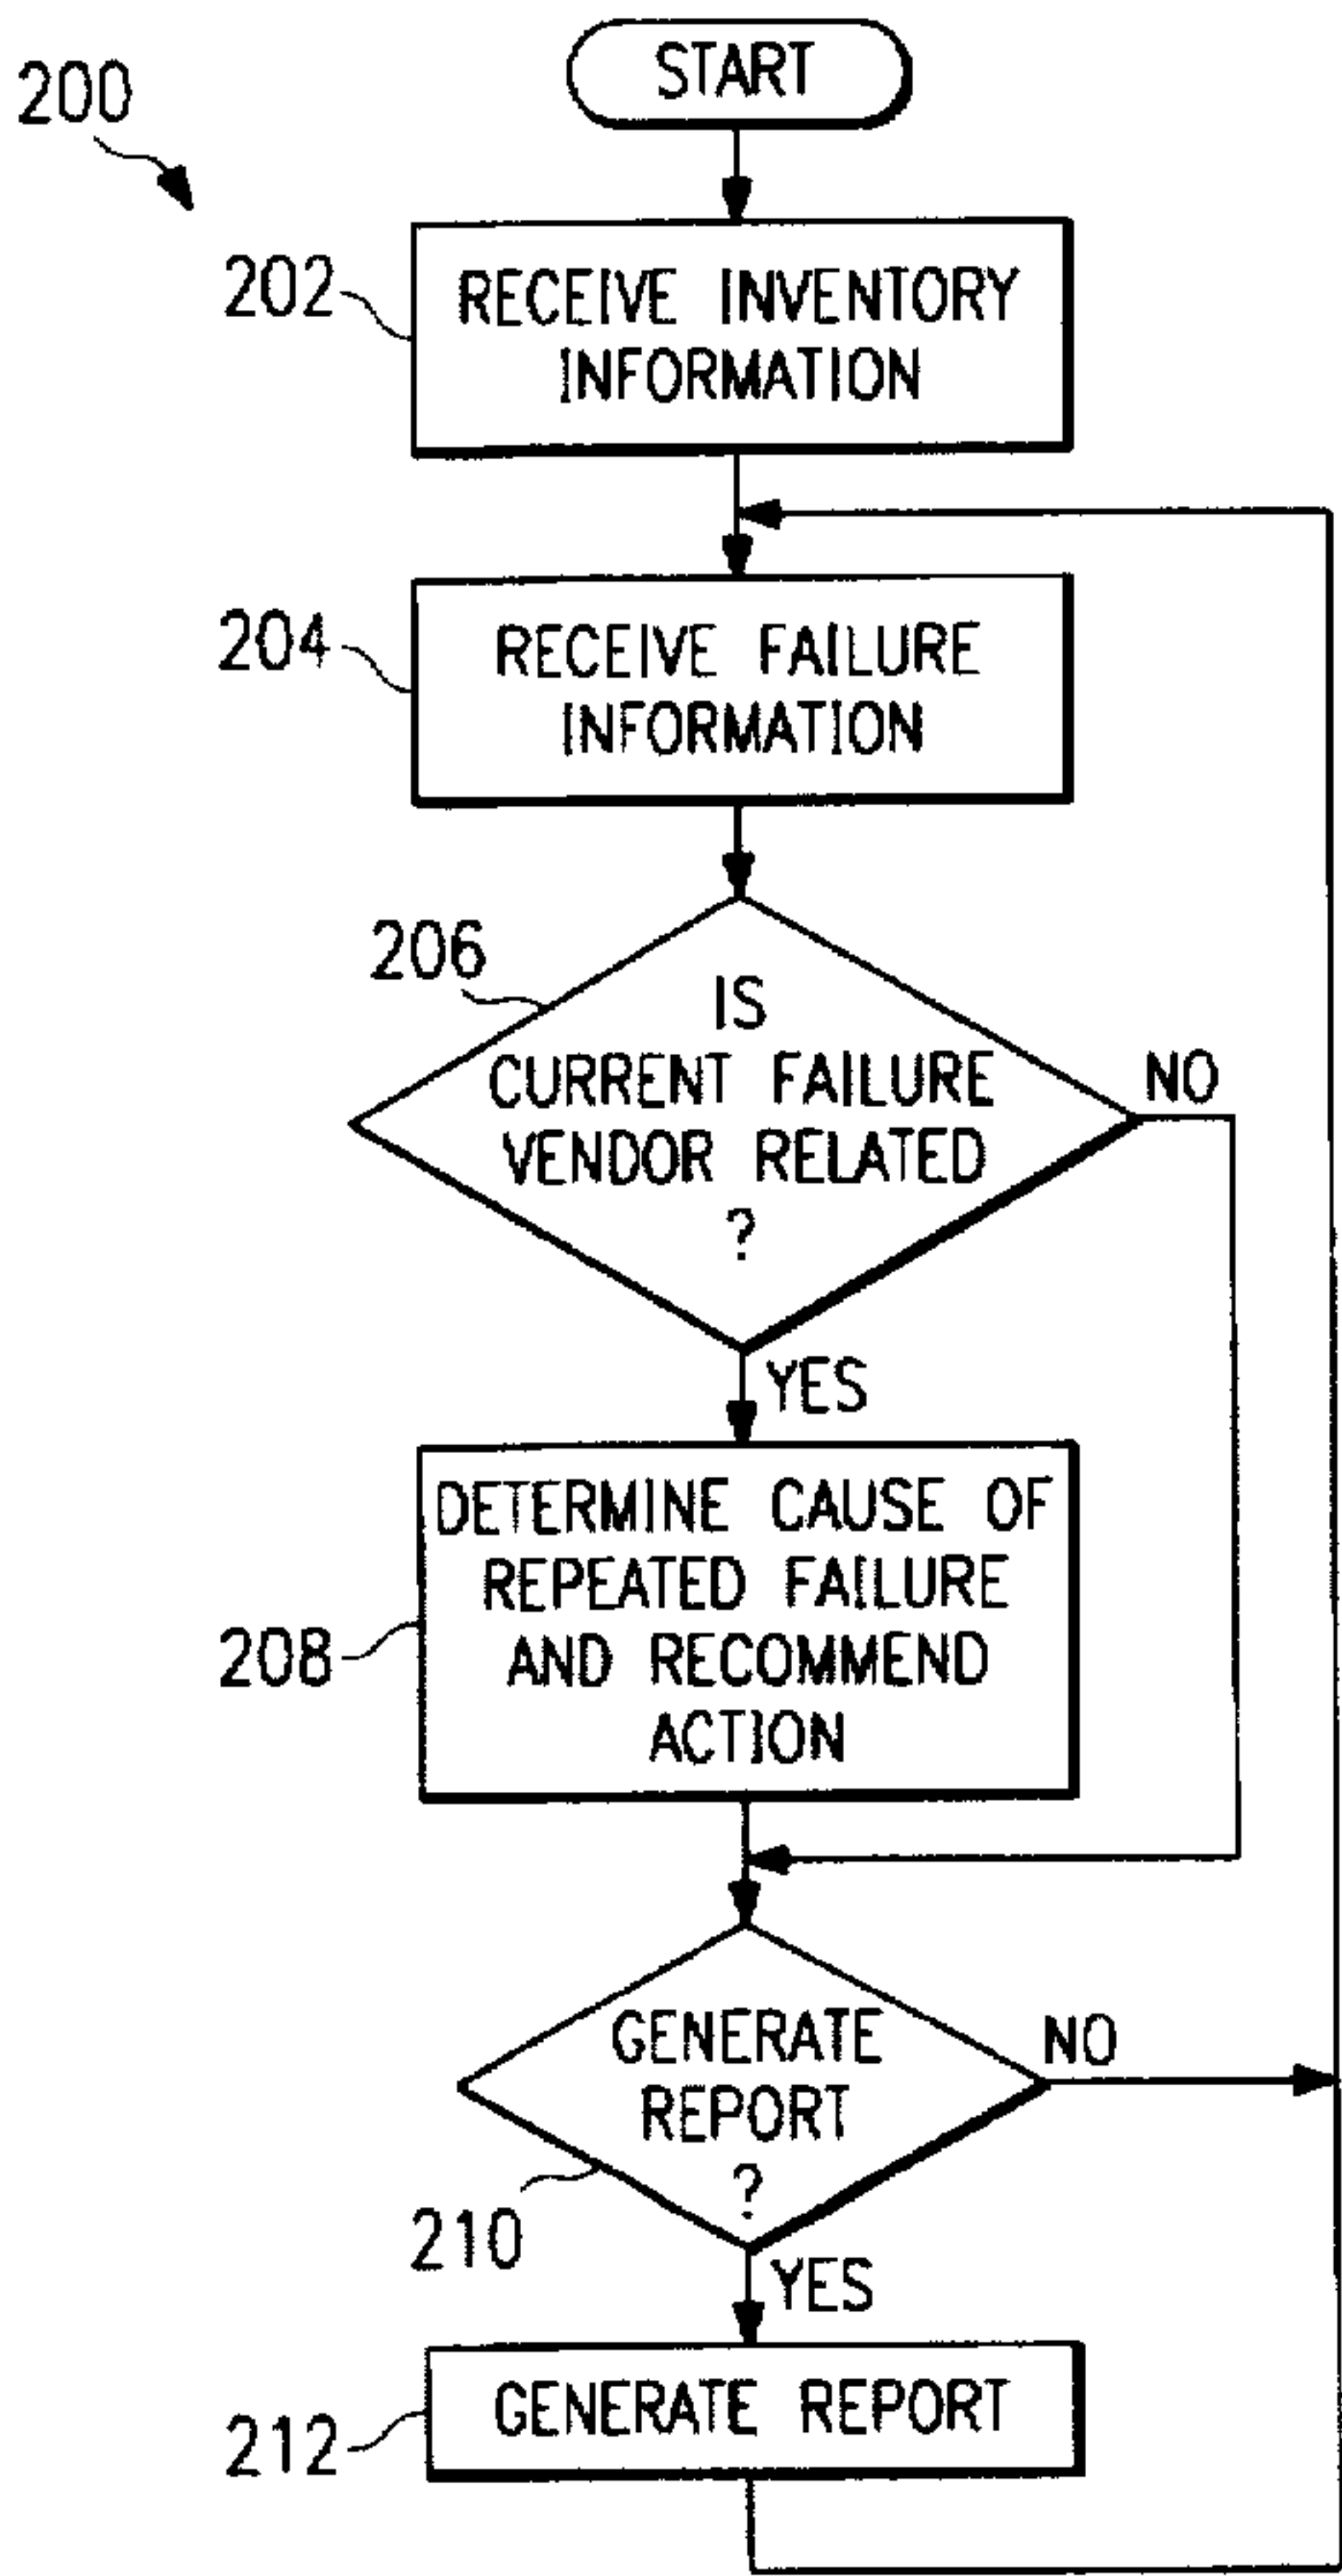 START
200
202
RECEIVE INVENTORY
INFORMATION
204
RECEIVE FAILURE
INFORMATION
206
IS
CURRENT FAILURE
VENDOR RELATED
?
NO
YES
208
DETERMINE CAUSE OF
REPEATED FAILURE
AND RECOMMEND
ACTION
GENERATE
REPORT
?
NO
210
YES
212
GENERATE REPORT